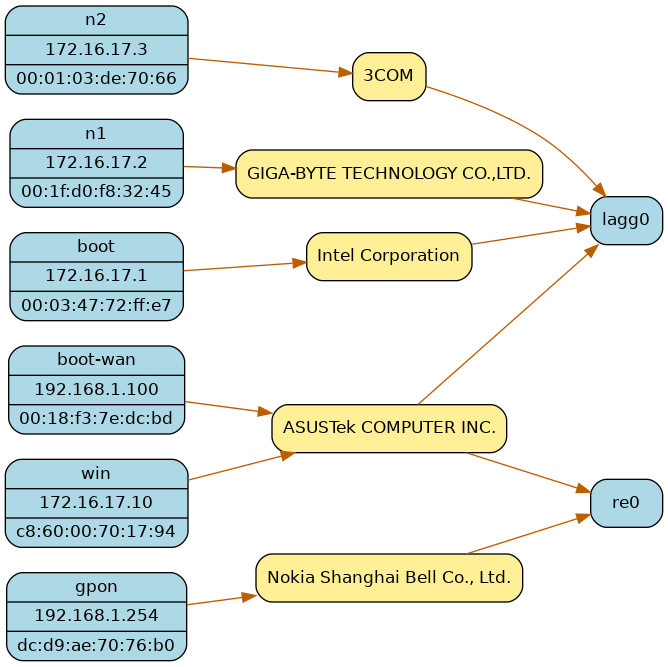 n2
172.16.17.3
00:01:03:de:70:66
3COM
n1
172.16.17.2
00:1f:d0:f8:32:45
GIGA-BYTE TECHNOLOGY CO.,LTD.
lagg0
boot
172.16.17.1
00:03:47:72:ff:e7
Intel Corporation
boot-wan
192.168.1.100
00:18:f3:7e:dc:bd
ASUSTek COMPUTER INC.
win
172.16.17.10
c8:60:00:70:17:94
re0
gpon
192.168.1.254
dc:d9:ae:70:76:b0
Nokia Shanghai Bell Co., Ltd.